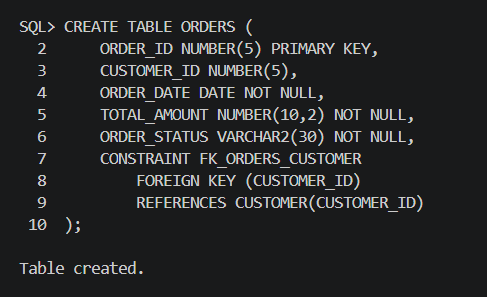 SQL> CREATE TABLE ORDERS (
  2      ORDER_ID NUMBER(5) PRIMARY KEY,
  3      CUSTOMER_ID NUMBER(5),
  4      ORDER_DATE DATE NOT NULL,
  5      TOTAL_AMOUNT NUMBER(10,2) NOT NULL,
  6      ORDER_STATUS VARCHAR2(30) NOT NULL,
  7      CONSTRAINT FK_ORDERS_CUSTOMER
  8          FOREIGN KEY (CUSTOMER_ID)
  9          REFERENCES CUSTOMER(CUSTOMER_ID)
 10  );

Table created.